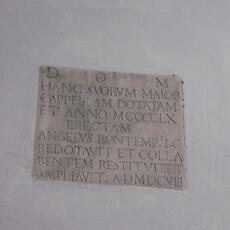 D O M
HANC SVORVM MAIOR
CAPPELLAM DOTATAM
ET ANNO MCCCCLX
ERECTAM
ANGELVS BONTEMP I C
REDOTAVIT ET COLLA
BENTEM RESTITVIT ET
AMPLIAVIT A D MDCVIII